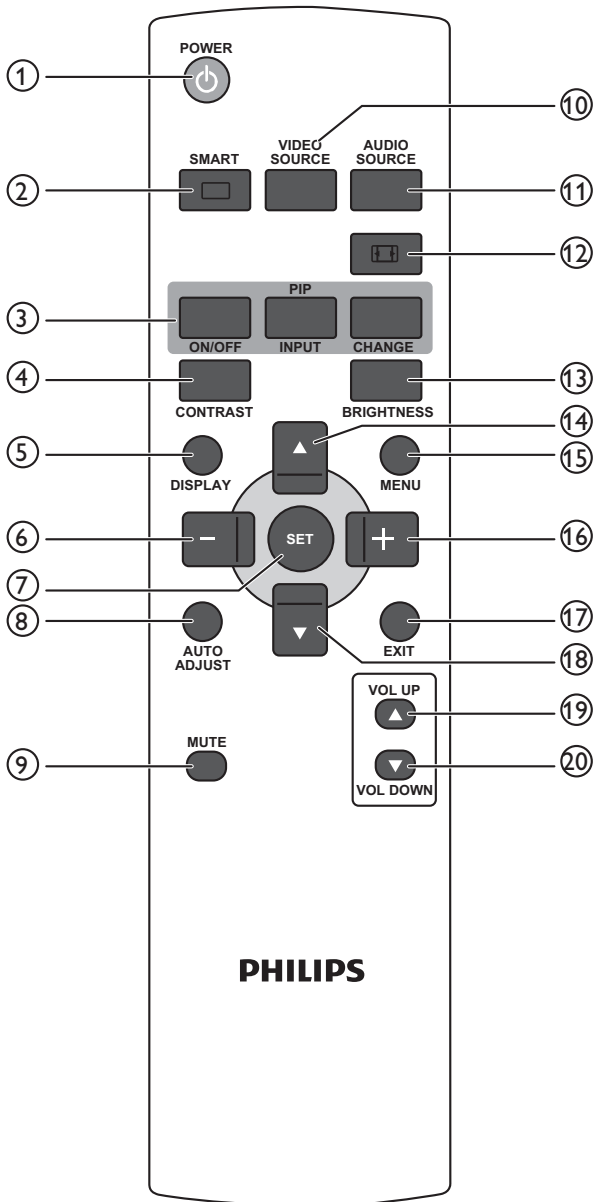 POWER
①
⑩
SMART
VIDEO
SOURCE
AUDIO
SOURCE
②
⑪
⑫
PIP
③
ON/OFF
INPUT
CHANGE
④
⑬
CONTRAST
BRIGHTNESS
⑭
⑤
⑮
DISPLAY
MENU
⑥
−
SET
+
⑯
⑦
⑧
⑰
AUTO
ADJUST
EXIT
⑱
VOL UP
⑲
MUTE
⑨
⑳
VOL DOWN
PHILIPS